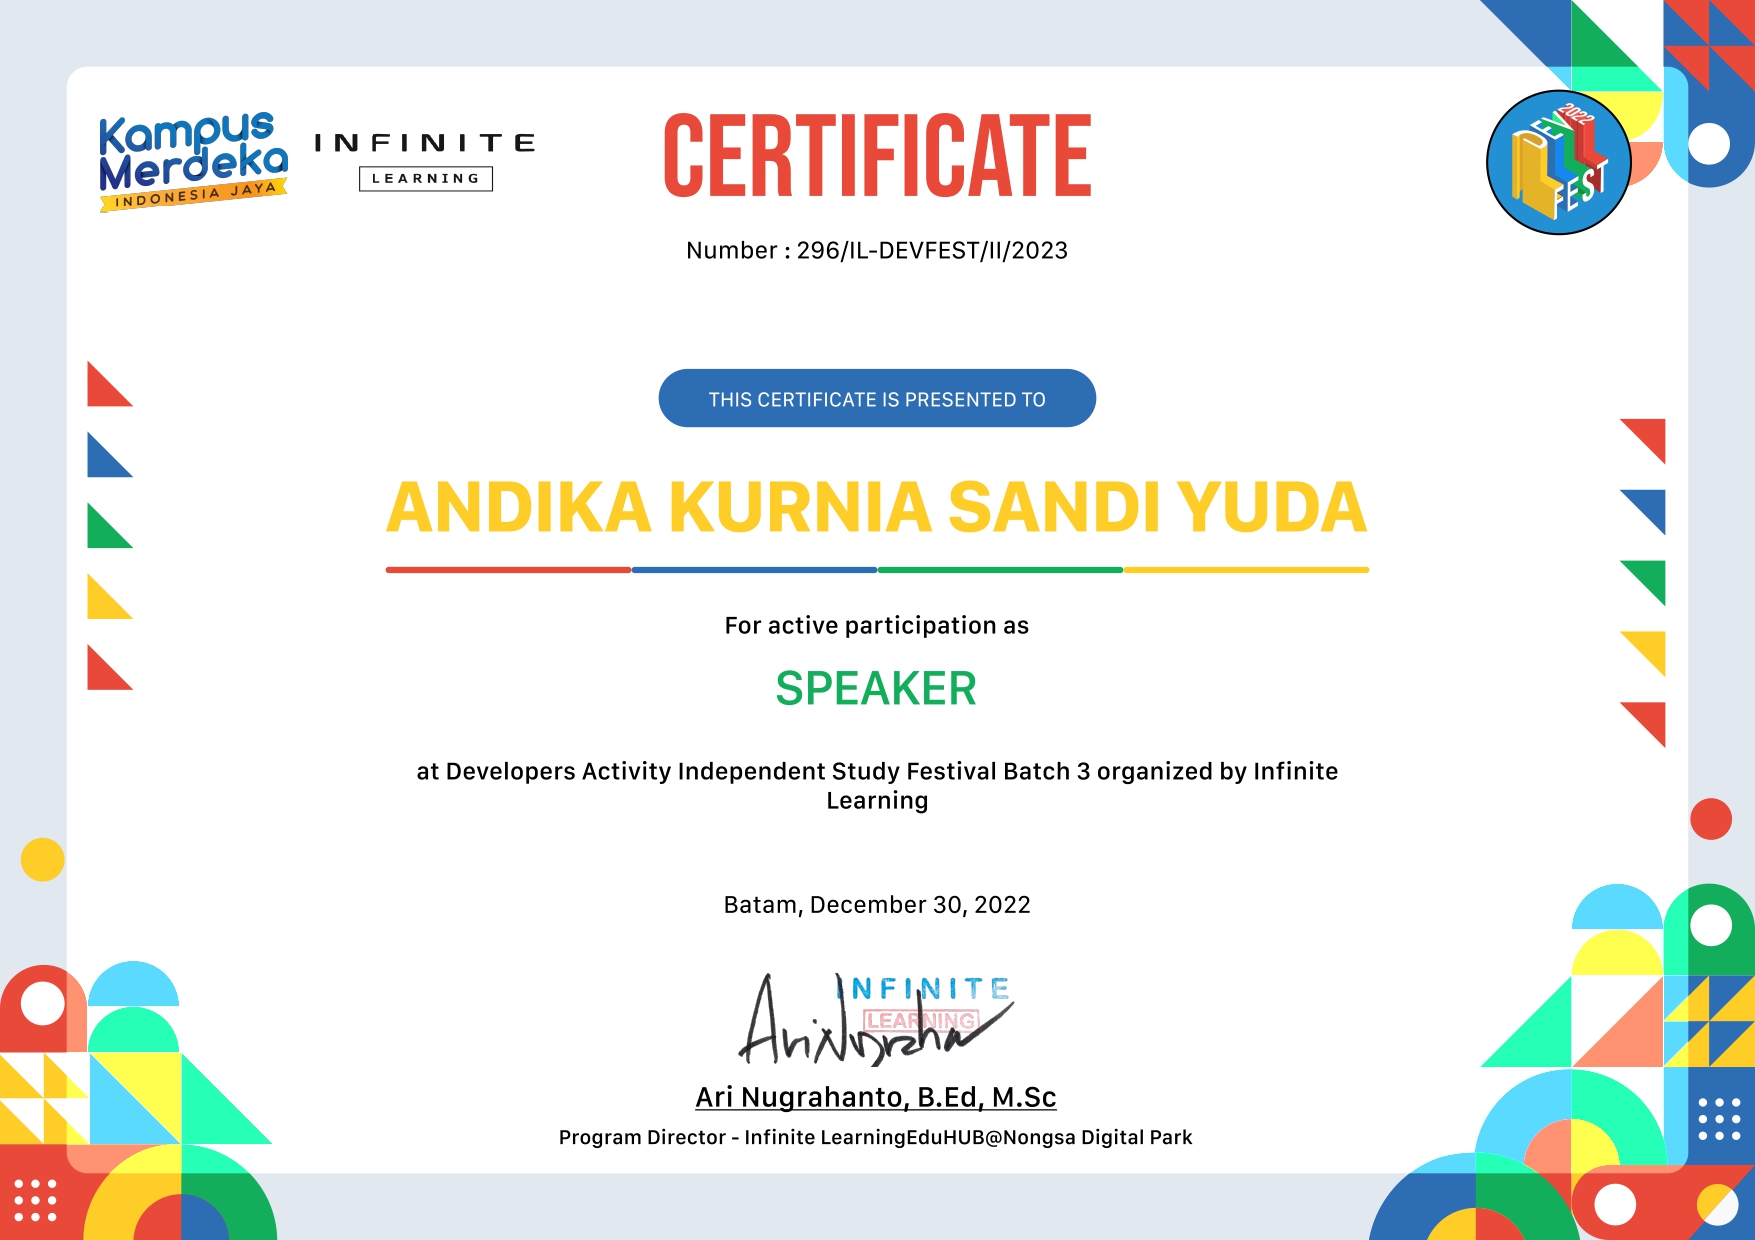 Kampus
Merdeka
INDONESIA JAYA
INFINITE
LEARNING
CERTIFICATE
DEV
2022
FEST
Number : 296/IL-DEVFEST/II/2023
THIS CERTIFICATE IS PRESENTED TO
ANDIKA KURNIA SANDI YUDA
For active participation as
SPEAKER
at Developers Activity Independent Study Festival Batch 3 organized by Infinite
Learning
Batam, December 30, 2022
INFINITE
LEARNING
Ari Nugrahanto, B.Ed, M.Sc
Program Director - Infinite LearningEduHUB@Nongsa Digital Park